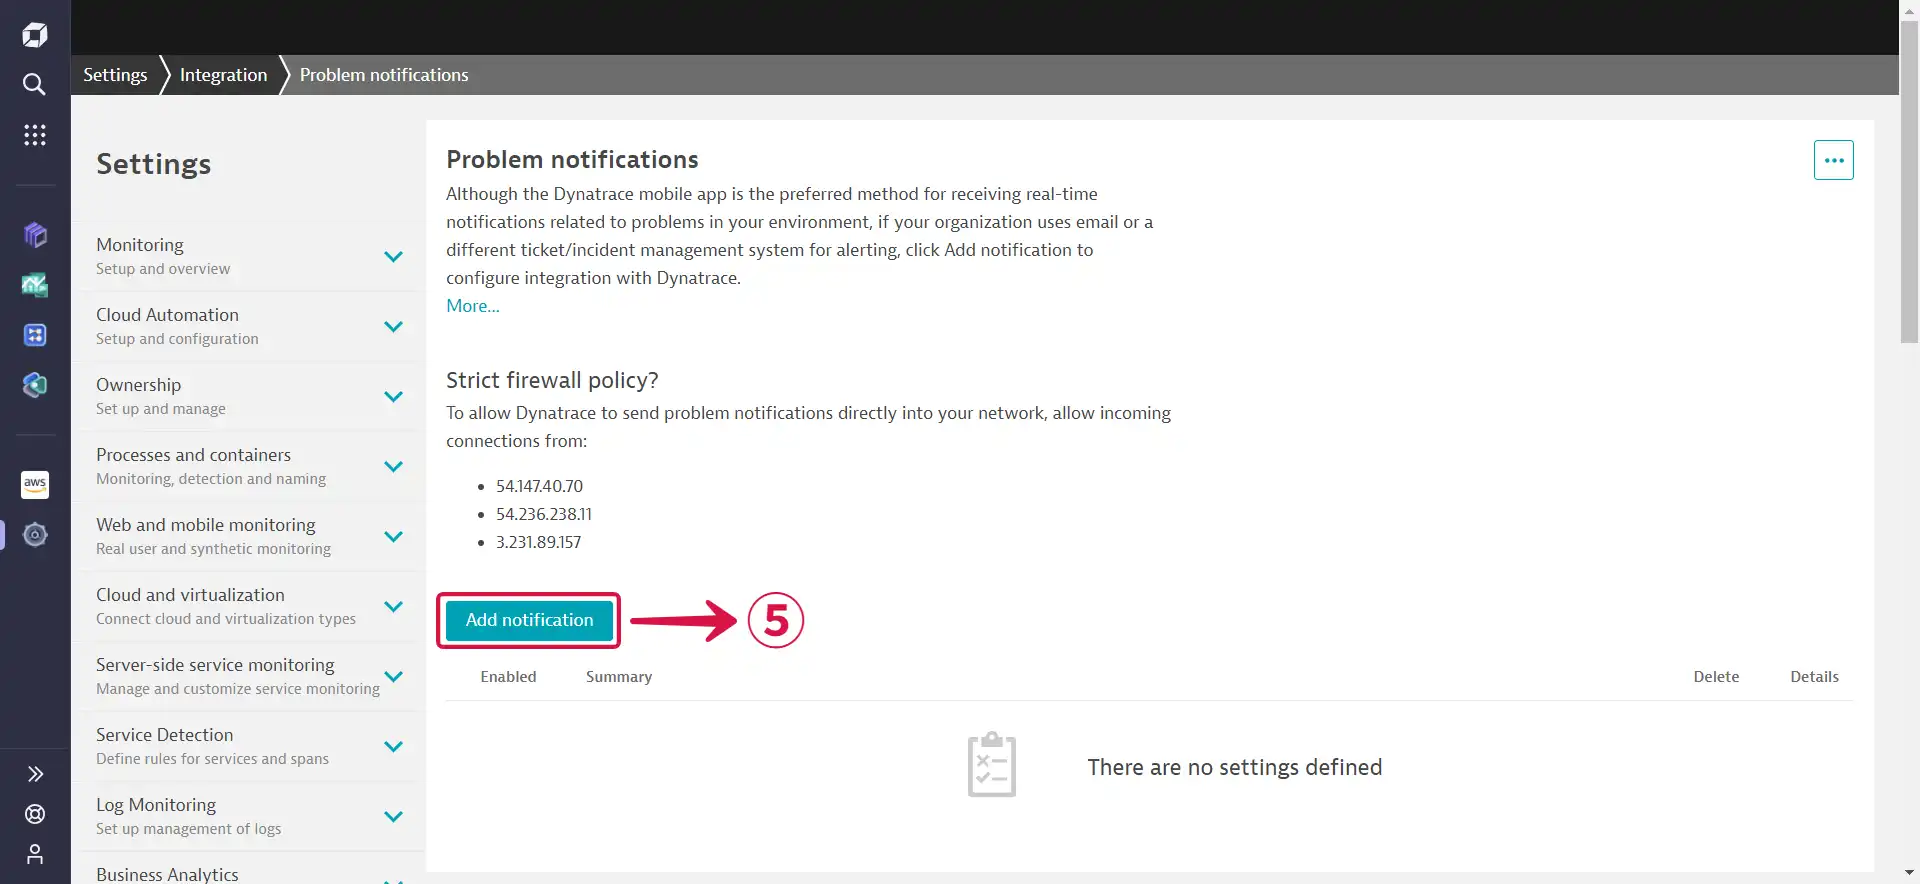 Settings
Integration
Problem notifications
Settings
Monitoring
Setup and overview
Cloud Automation
Setup and configuration
Ownership
Set up and manage
Processes and containers
Monitoring, detection and naming
Web and mobile monitoring
Real user and synthetic monitoring
Cloud and virtualization
Connect cloud and virtualization types
Server-side service monitoring
Manage and customize service monitoring
Service Detection
Define rules for services and spans
Log Monitoring
Set up management of logs
Business Analytics
aws
Problem notifications
Although the Dynatrace mobile app is the preferred method for receiving real-time
notifications related to problems in your environment, if your organization uses email or a
different ticket/incident management system for alerting, click Add notification to
configure integration with Dynatrace.
More...
Strict firewall policy?
To allow Dynatrace to send problem notifications directly into your network, allow incoming
connections from:
• 54.147.40.70
• 54.236.238.11
• 3.231.89.157
Add notification
5
Enabled Summary Delete Details
There are no settings defined